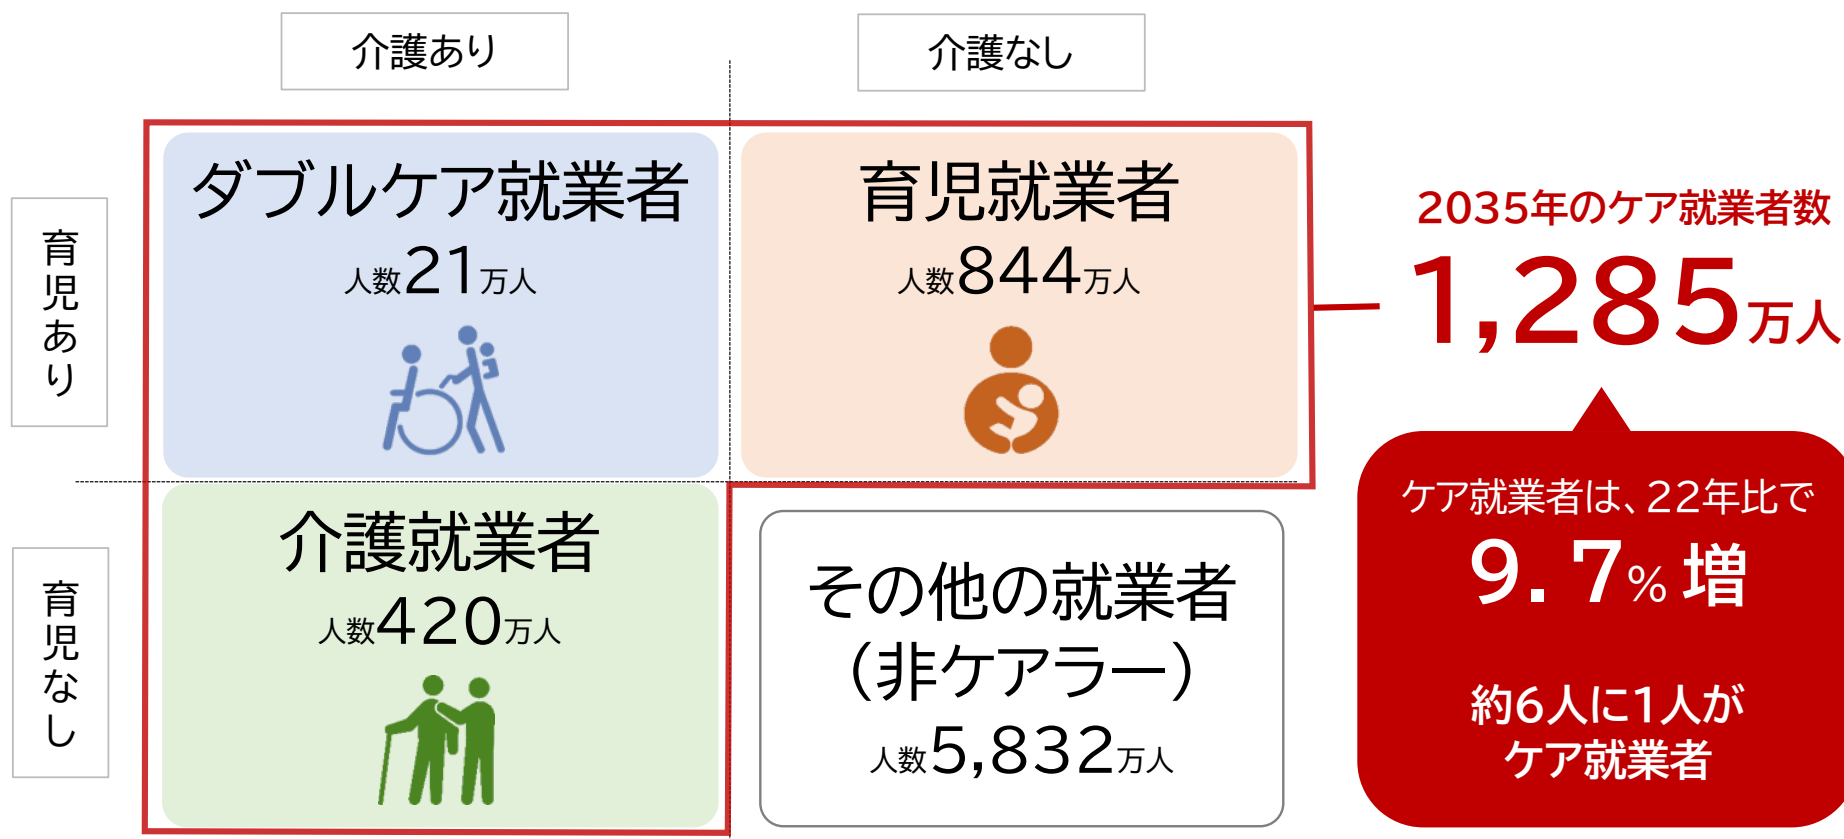 介護あり
介護なし
育児あり
ダブルケア就業者
人数21万人
育児就業者
人数844万人
育児なし
介護就業者
人数420万人
その他の就業者
(非ケアラー)
人数5,832万人
2035年のケア就業者数
1,285万人
ケア就業者は、22年比で
9.7%増
約6人に1人が
ケア就業者